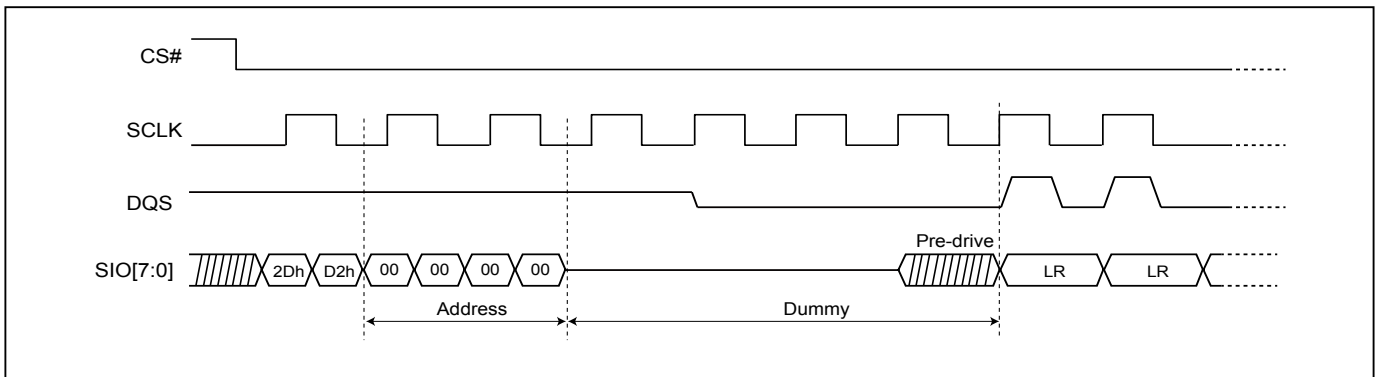 CS#
SCLK
DQS
Pre-drive
SIO[7:0] 2Dh D2h 00 00 00 00 LR LR
Address Dummy